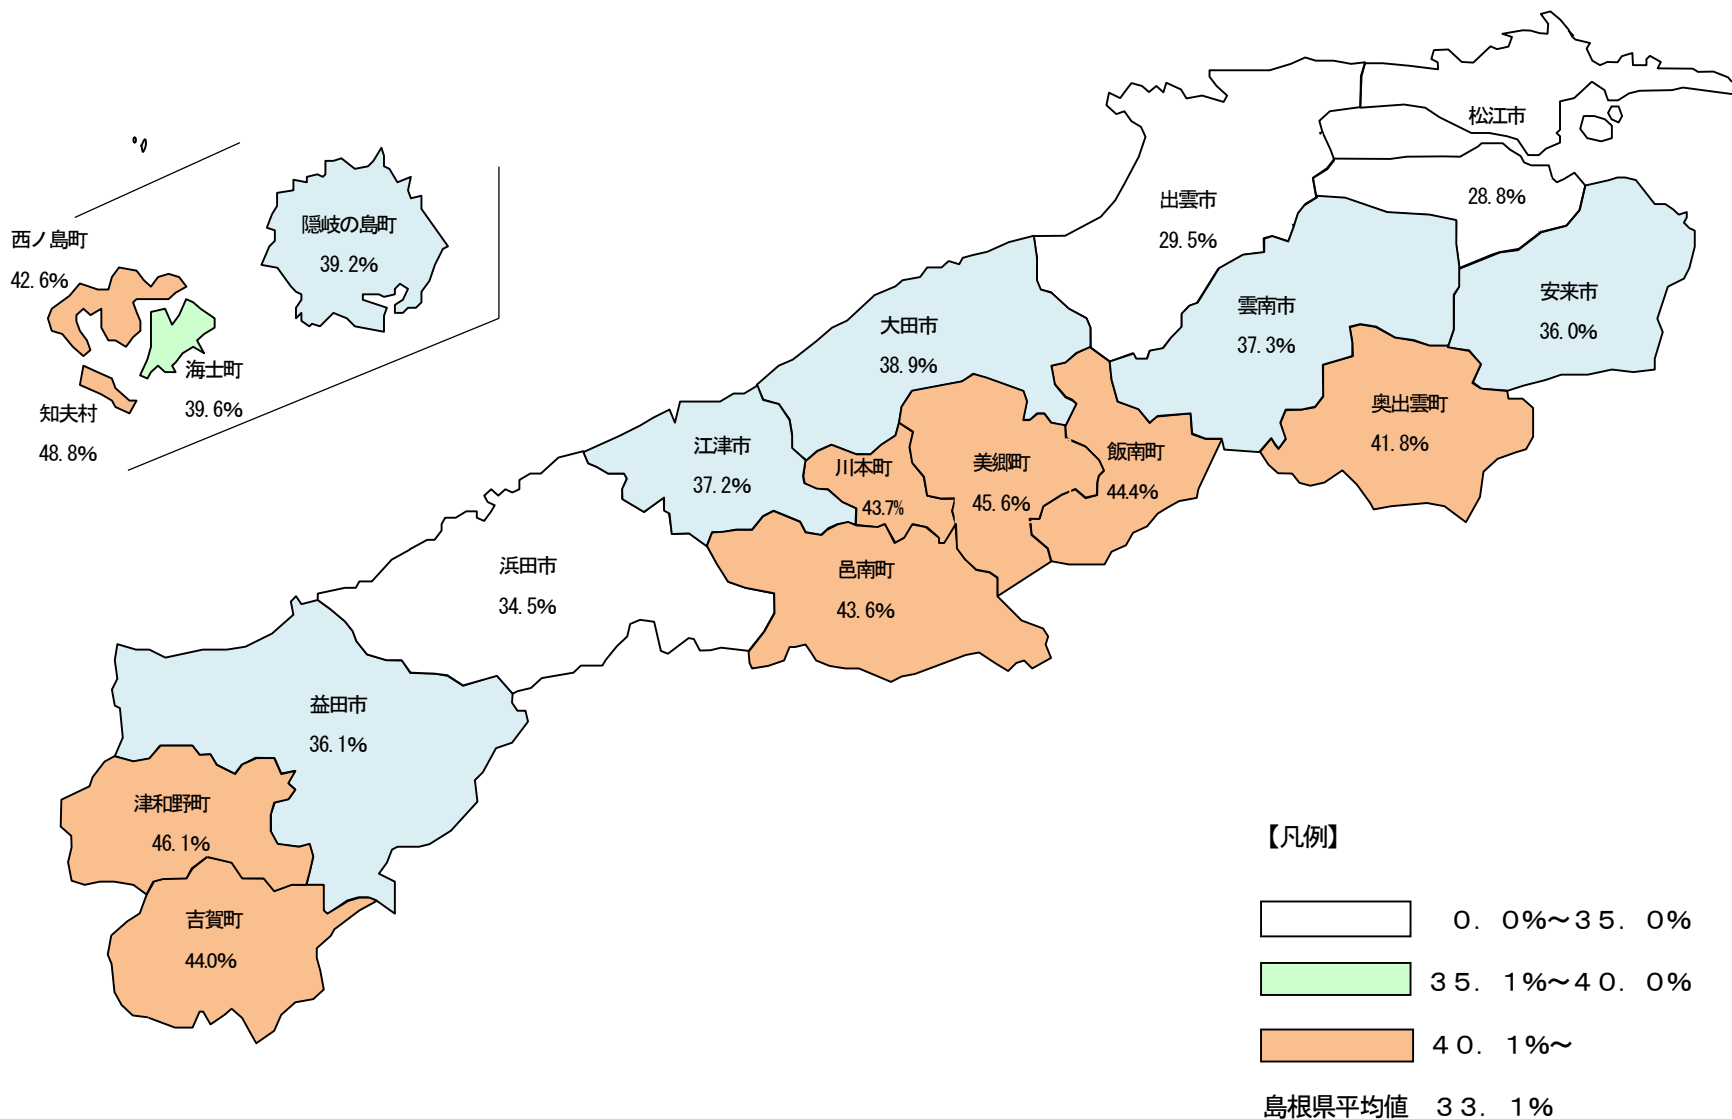 松江市
28.8%
出雲市
29.5%
隠岐の島町
39.2%
西ノ島町
42.6%
海士町
39.6%
知夫村
48.8%
安来市
36.0%
雲南市
37.3%
大田市
38.9%
奥出雲町
41.8%
江津市
37.2%
川本町
43.7%
美郷町
45.6%
飯南町
44.4%
浜田市
34.5%
邑南町
43.6%
益田市
36.1%
津和野町
46.1%
吉賀町
44.0%
【凡例】
０．０%～３５．０%
３５．１%～４０．０%
４０．１%～
島根県平均値　３３．１%